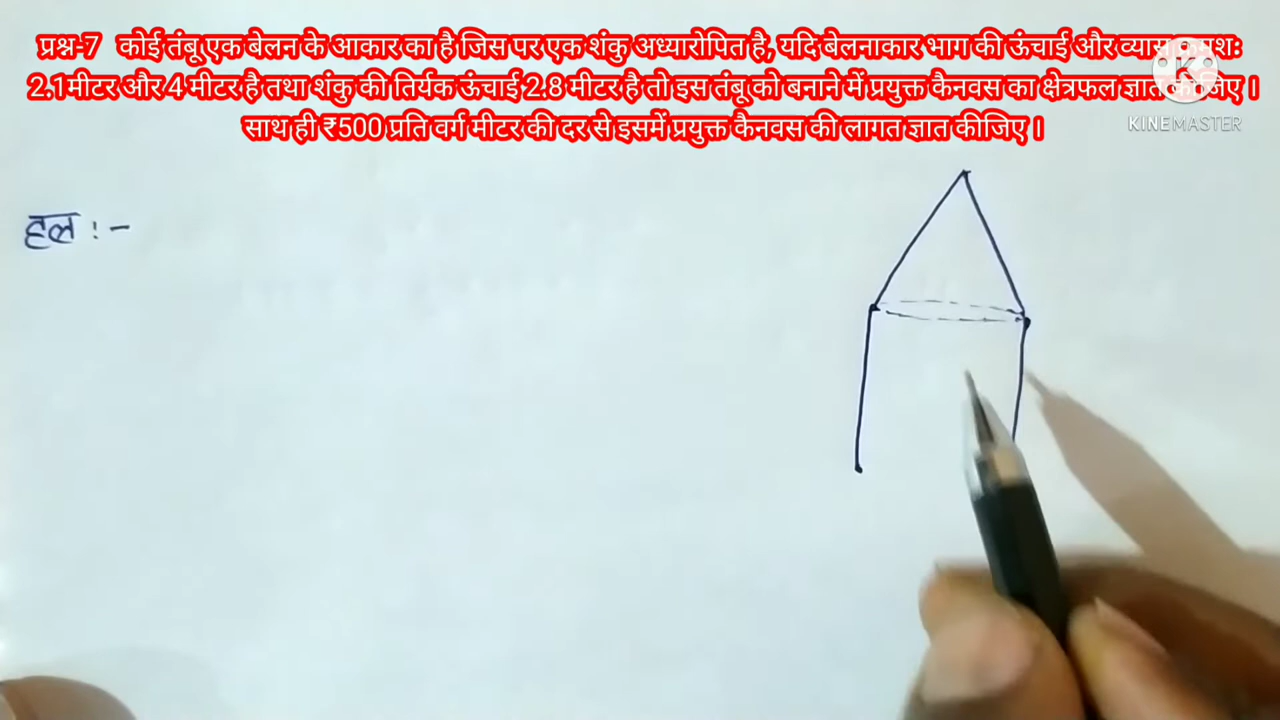 प्रश्न-7 कोई तंबू एक बेलन के आकार का है जिस पर एक शंकु अध्यारोपित है, यदि बेलनाकार भाग की ऊंचाई और व्यास क्रमशः
2.1मीटर और 4 मीटर है तथा शंकु की तिर्यक ऊंचाई 2.8 मीटर है तो इस तंबू को बनाने में प्रयुक्त कैनवस का क्षेत्रफल ज्ञात कीजिए।
साथ ही ₹500 प्रति वर्ग मीटर की दर से इसमें प्रयुक्त कैनवस की लागत ज्ञात कीजिए।
K
KINEMASTER
हल :-